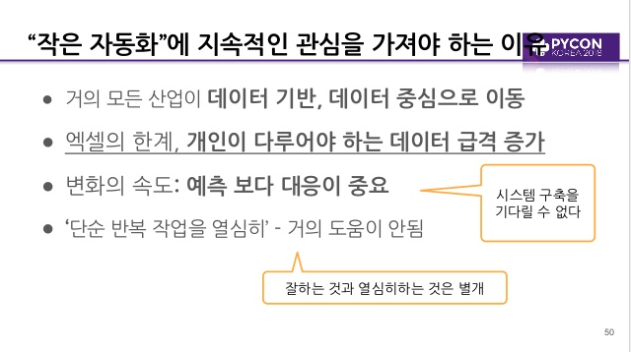 “작은 자동화”에 지속적인 관심을 가져야 하는 이유
PYCON
KOREA 2016
● 거의 모든 산업이 데이터 기반, 데이터 중심으로 이동
● 엑셀의 한계, 개인이 다루어야 하는 데이터 급격 증가
● 변화의 속도: 예측 보다 대응이 중요
시스템 구축을
기다릴 수 없다
● ‘단순 반복 작업을 열심히’ - 거의 도움이 안됨
잘하는 것과 열심히하는 것은 별개
50